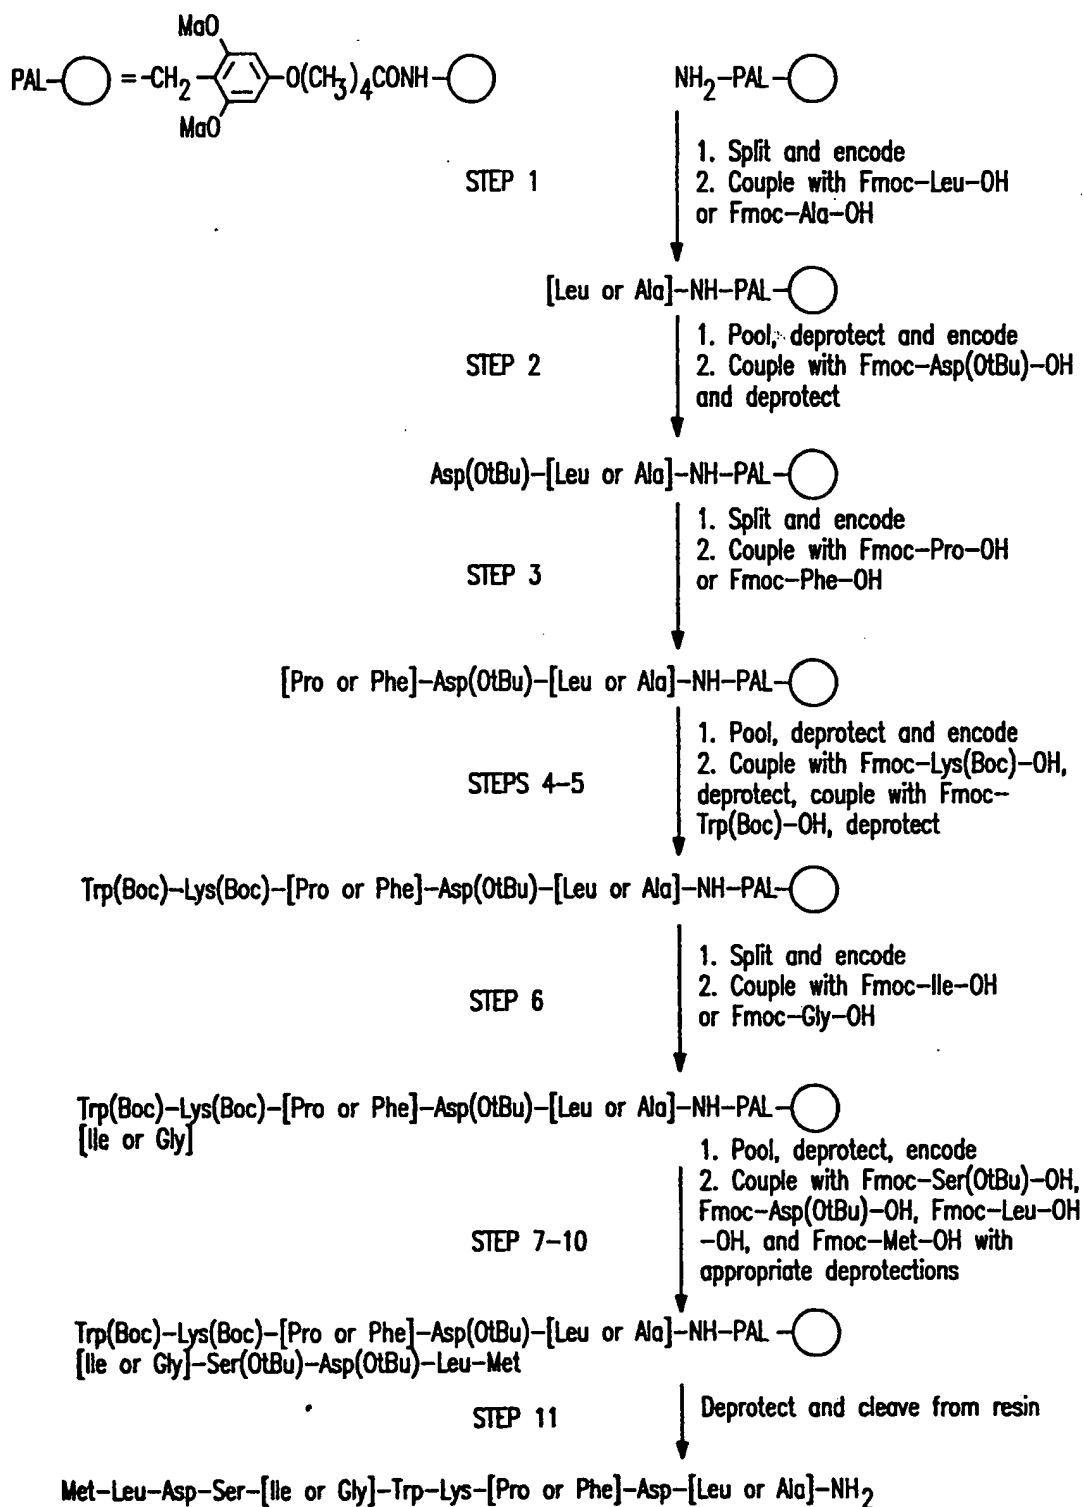 MaO
PAL- =-CH2 -O(CH3)4CONH-
MaO
NH2-PAL-
STEP 1
1. Split and encode
2. Couple with Fmoc-Leu-OH
or Fmoc-Ala-OH
[Leu or Ala]-NH-PAL-
STEP 2
1. Pool, deprotect and encode
2. Couple with Fmoc-Asp(OtBu)-OH
and deprotect
Asp(OtBu)-[Leu or Ala]-NH-PAL-
STEP 3
1. Split and encode
2. Couple with Fmoc-Pro-OH
or Fmoc-Phe-OH
[Pro or Phe]-Asp(OtBu)-[Leu or Ala]-NH-PAL-
STEPS 4-5
1. Pool, deprotect and encode
2. Couple with Fmoc-Lys(Boc)-OH,
deprotect, couple with Fmoc-
Trp(Boc)-OH, deprotect
Trp(Boc)-Lys(Boc)-[Pro or Phe]-Asp(OtBu)-[Leu or Ala]-NH-PAL-
STEP 6
1. Split and encode
2. Couple with Fmoc-Ile-OH
or Fmoc-Gly-OH
Trp(Boc)-Lys(Boc)-[Pro or Phe]-Asp(OtBu)-[Leu or Ala]-NH-PAL-
[Ile or Gly]
STEP 7-10
1. Pool, deprotect, encode
2. Couple with Fmoc-Ser(OtBu)-OH,
Fmoc-Asp(OtBu)-OH, Fmoc-Leu-OH
-OH, and Fmoc-Met-OH with
appropriate deprotections
Trp(Boc)-Lys(Boc)-[Pro or Phe]-Asp(OtBu)-[Leu or Ala]-NH-PAL-
[Ile or Gly]-Ser(OtBu)-Asp(OtBu)-Leu-Met
STEP 11
Deprotect and cleave from resin
Met-Leu-Asp-Ser-[Ile or Gly]-Trp-Lys-[Pro or Phe]-Asp-[Leu or Ala]-NH2